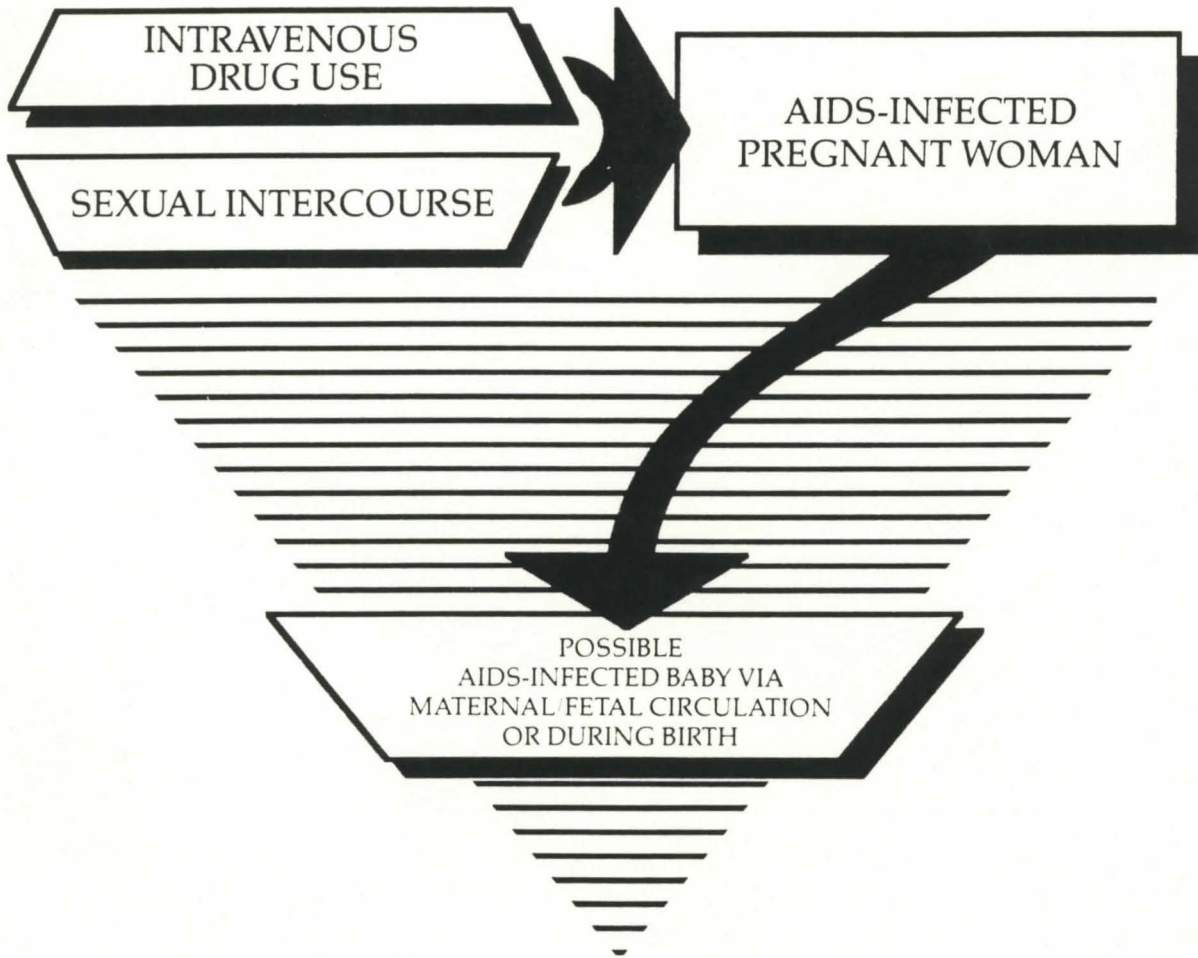 INTRAVENOUS
DRUG USE
SEXUAL INTERCOURSE
AIDS-INFECTED
PREGNANT WOMAN
POSSIBLE
AIDS-INFECTED BABY VIA
MATERNAL/FETAL CIRCULATION
OR DURING BIRTH